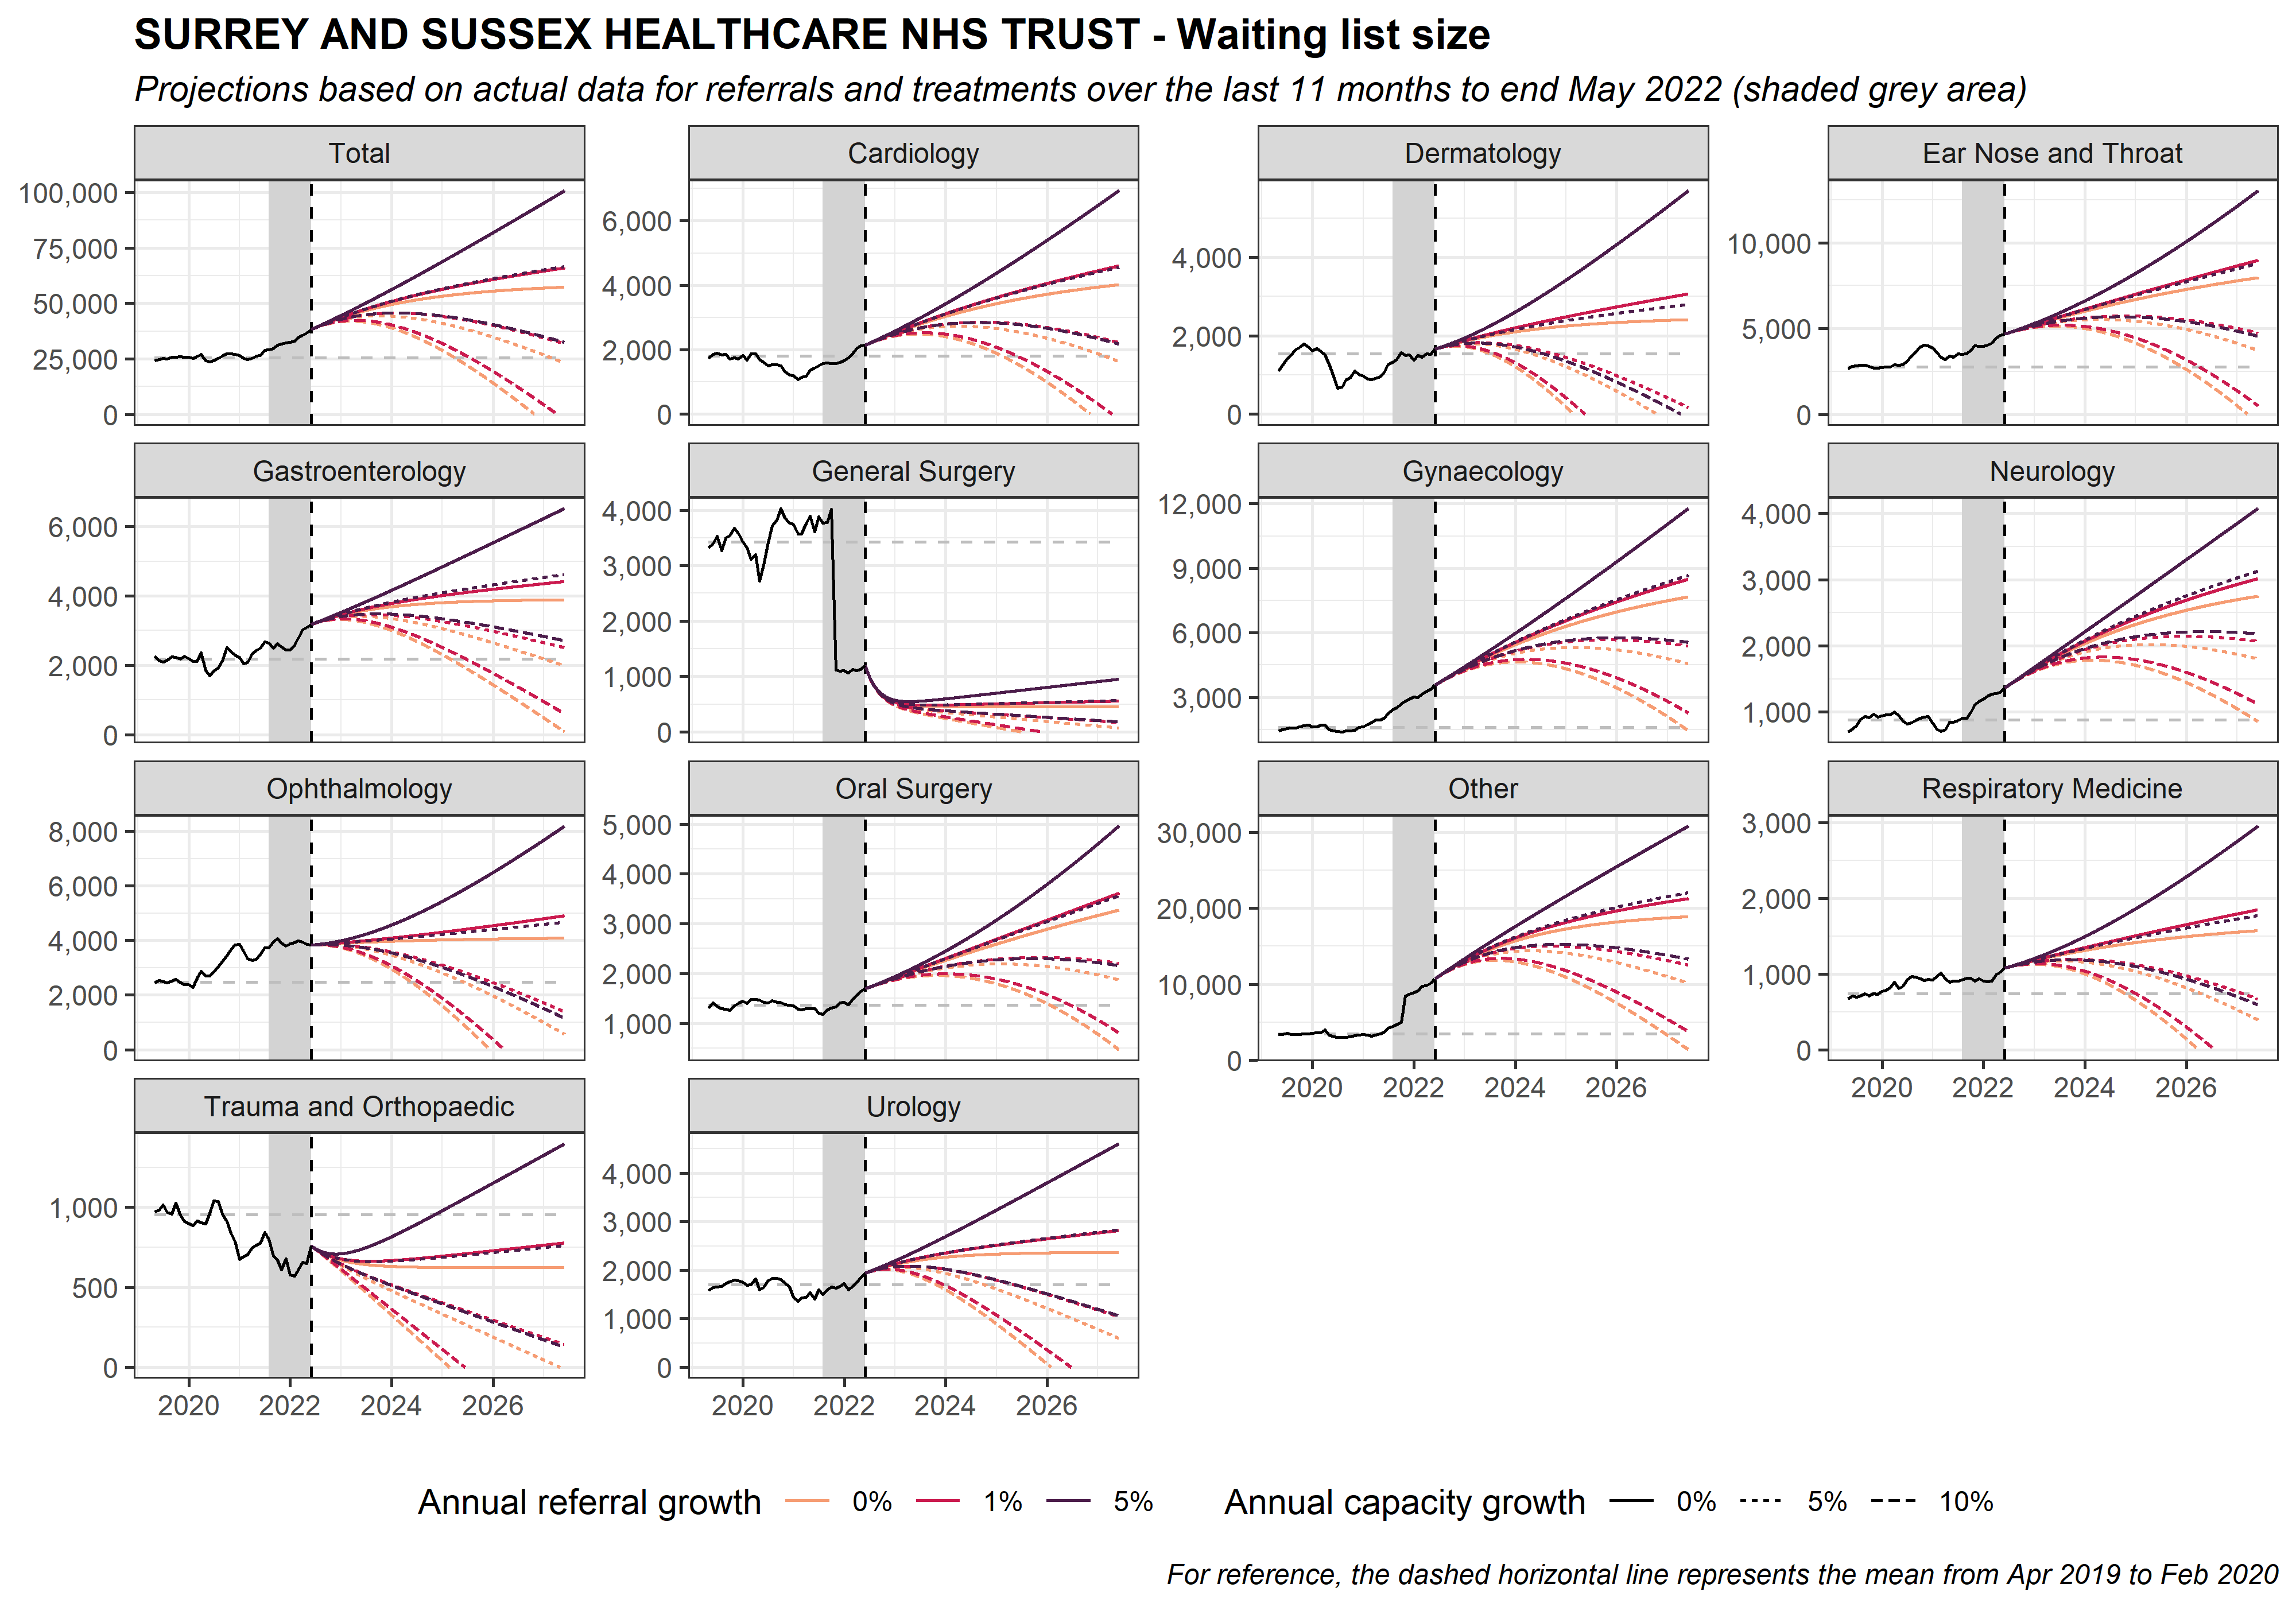 SURREY AND SUSSEX HEALTHCARE NHS TRUST - Waiting list size
Projections based on actual data for referrals and treatments over the last 11 months to end May 2022 (shaded grey area)
Total
Cardiology
Dermatology
Ear Nose and Throat
100,000
75,000
50,000
25,000
0
6,000
4,000
2,000
0
4,000
2,000
0
10,000
5,000
0
Gastroenterology
General Surgery
Gynaecology
Neurology
6,000
4,000
2,000
0
4,000
3,000
2,000
1,000
0
12,000
9,000
6,000
3,000
4,000
3,000
2,000
1,000
Ophthalmology
Oral Surgery
Other
Respiratory Medicine
8,000
6,000
4,000
2,000
0
5,000
4,000
3,000
2,000
1,000
30,000
20,000
10,000
0
3,000
2,000
1,000
0
2020 2022 2024 2026
2020 2022 2024 2026
Trauma and Orthopaedic
Urology
1,000
500
0
4,000
3,000
2,000
1,000
0
2020 2022 2024 2026
2020 2022 2024 2026
Annual referral growth 0% 1% 5%
Annual capacity growth 0% 5% 10%
For reference, the dashed horizontal line represents the mean from Apr 2019 to Feb 2020